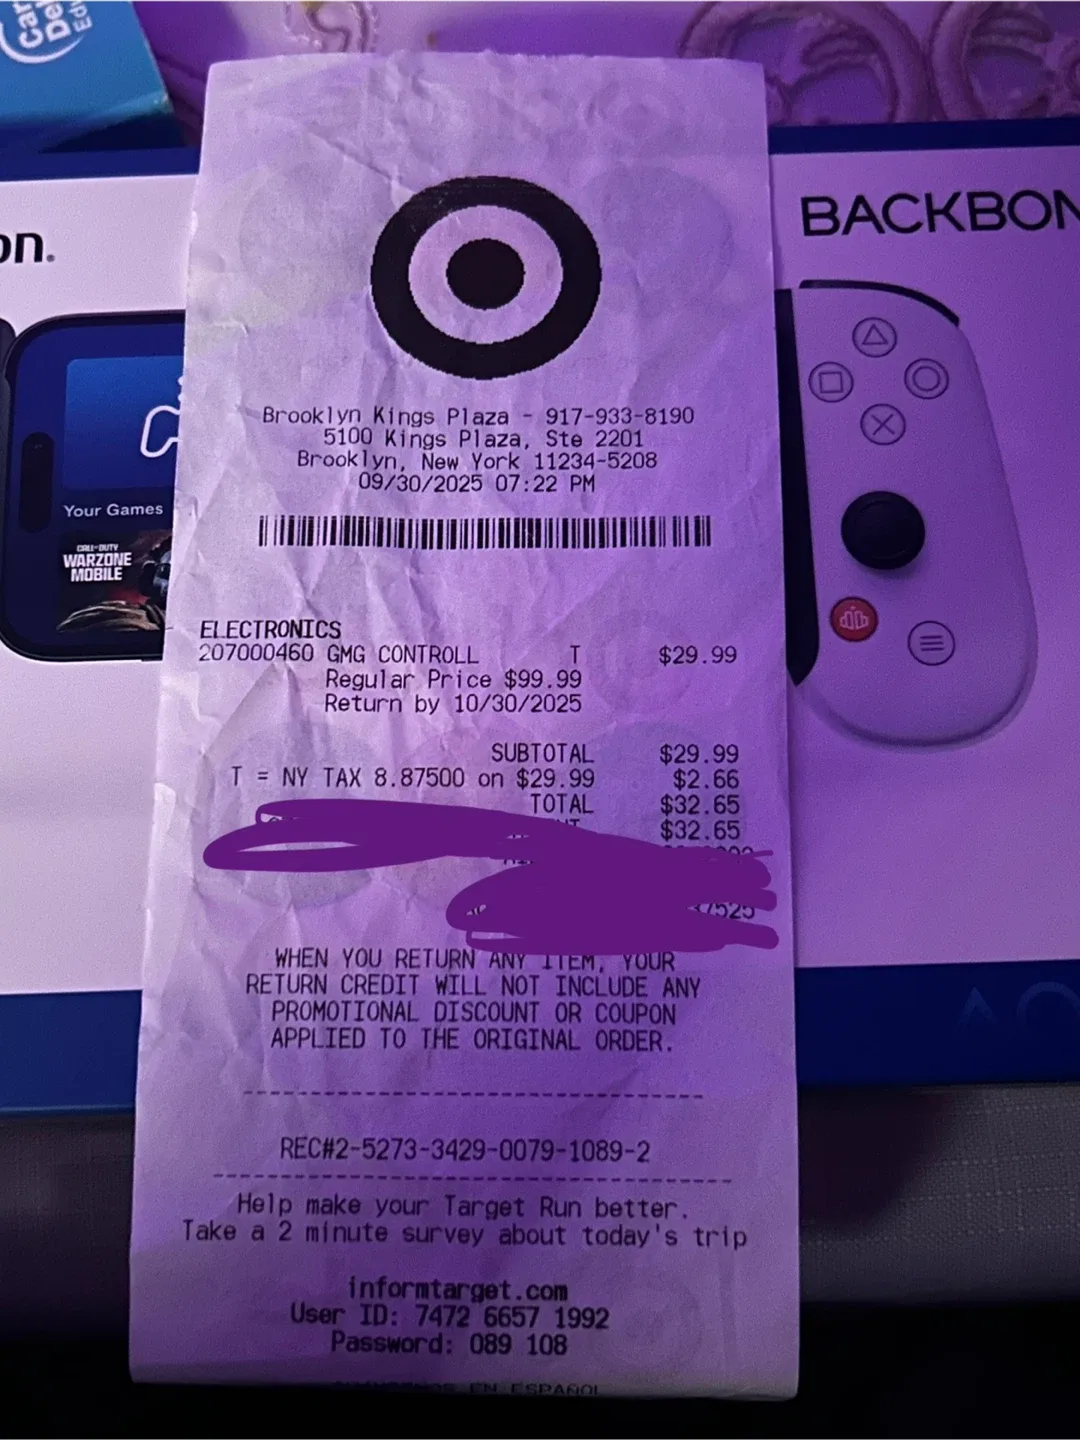 on.
BACKBON
Your Games
CALL·DUTY
WARZONE
MOBILE
Brooklyn Kings Plaza - 917-933-8190
5100 Kings Plaza, Ste 2201
Brooklyn, New York 11234-5208
09/30/2025 07:22 PM
ELECTRONICS
207000460 GMG CONTROLL T $29.99
Regular Price $99.99
Return by 10/30/2025
SUBTOTAL $29.99
T = NY TAX 8.87500 on $29.99 $2.66
TOTAL $32.65
$32.65
WHEN YOU RETURN ANY ITEM, YOUR
RETURN CREDIT WILL NOT INCLUDE ANY
PROMOTIONAL DISCOUNT OR COUPON
APPLIED TO THE ORIGINAL ORDER.
REC#2-5273-3429-0079-1089-2
Help make your Target Run better.
Take a 2 minute survey about today's trip
informtarget.com
User ID: 7472 6657 1992
Password: 089 108
EN ESPAÑOL